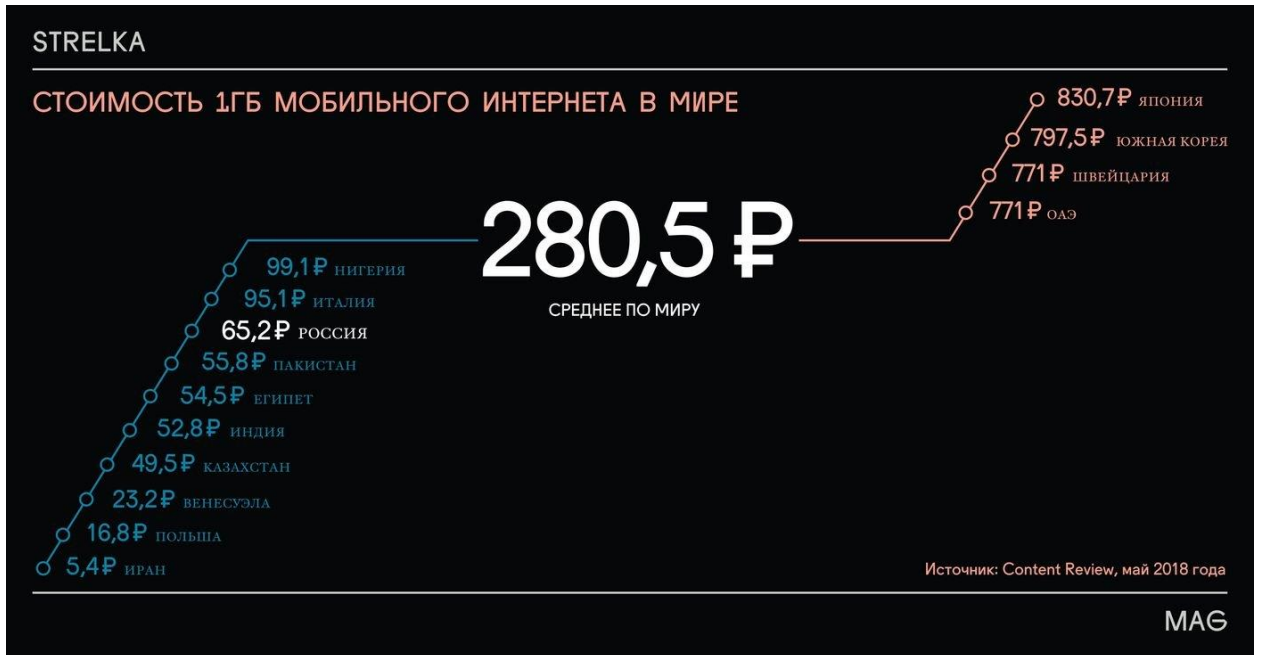 STRELKA
СТОИМОСТЬ 1ГБ МОБИЛЬНОГО ИНТЕРНЕТА В МИРЕ
830,7 ₽ ЯПОНИЯ
797,5 ₽ ЮЖНАЯ КОРЕЯ
771 ₽ ШВЕЙЦАРИЯ
771 ₽ ОАЭ
280,5 ₽
СРЕДНЕЕ ПО МИРУ
99,1 ₽ НИГЕРИЯ
95,1 ₽ ИТАЛИЯ
65,2 ₽ РОССИЯ
55,8 ₽ ПАКИСТАН
54,5 ₽ ЕГИПЕТ
52,8 ₽ ИНДИЯ
49,5 ₽ КАЗАХСТАН
23,2 ₽ ВЕНЕСУЭЛА
16,8 ₽ ПОЛЬША
5,4 ₽ ИРАН
Источник: Content Review, май 2018 года
MAG